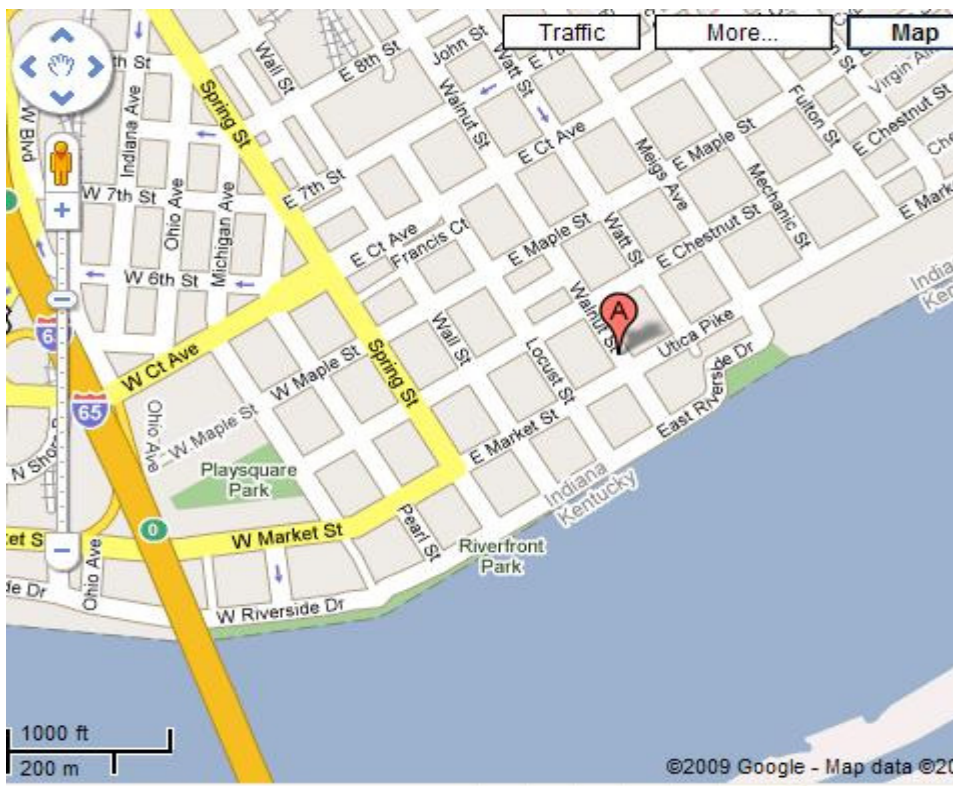 Traffic
More...
Map
John St
E 8th St
Wall St
Watt St
Spring St
Indiana Ave
Walnut St
Fulton St
E Chestnut St
W Blvd
E Ct Ave
E Maple St
Meigs Ave
Mechanic St
E 7th St
W 7th St
Ohio Ave
Michigan Ave
E Ct Ave
Francis Ct
E Maple St
Watt St
E Chestnut St
W 6th St
Walnut St
A
Utica Pike
W Ct Ave
W Maple St
Spring St
Wall St
Locust St
East Riverside Dr
65
Ohio Ave
W. Maple St
E Market St
Playsquare
Park
Indiana
Kentucky
0
W Market St
Pearl St
Riverfront
Park
Ohio Ave
W Riverside Dr
1000 ft
200 m
©2009 Google - Map data